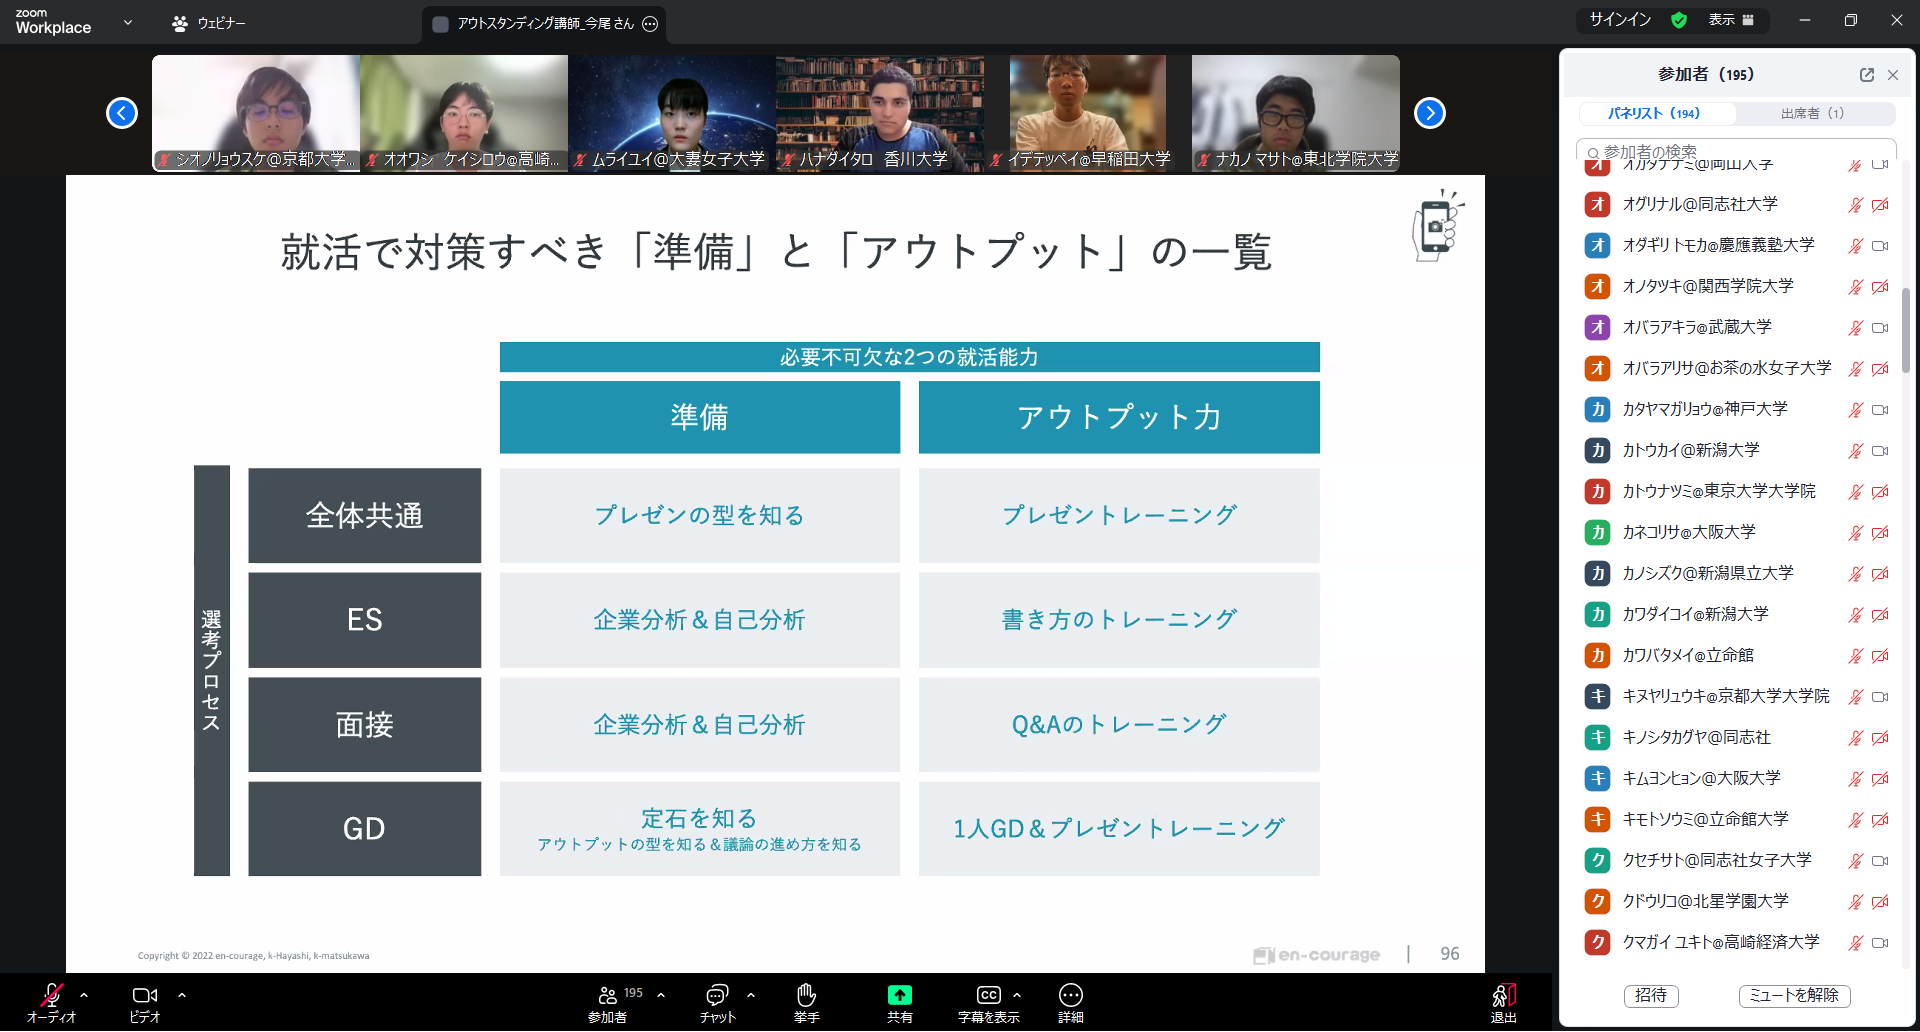 zoom
Workplace
ウェビナー
アウトスタンディング講師_今尾さん
サインイン
表示
シオノリョウスケ@京都大学...
オオワシ ケイシロウ@高崎...
ムライユイ@大妻女子大学
ハナダイタロ 香川大学
イデテッペイ@早稲田大学
ナカノ マサト@東北学院大学
就活で対策すべき「準備」と「アウトプット」の一覧
必要不可欠な2つの就活能力
準備
アウトプット力
選考プロセス
全体共通
プレゼンの型を知る
プレゼントレーニング
ES
企業分析＆自己分析
書き方のトレーニング
面接
企業分析＆自己分析
Q&Aのトレーニング
GD
定石を知る
アウトプットの型を知る＆議論の進め方を知る
1人GD＆プレゼントレーニング
Copyright © 2022 en-courage, k-Hayashi, k-matsukawa
en-courage
96
参加者（195）
パネリスト（194）
出席者（1）
参加者の検索
オ オカダナナミ@岡山大学
オ オグリナル@同志社大学
オ オダギリ トモカ@慶應義塾大学
オ オノタツキ@関西学院大学
オ オバラアキラ@武蔵大学
オ オバラアリサ@お茶の水女子大学
カ カタヤマガリョウ@神戸大学
カ カトウカイ@新潟大学
カ カトウナツミ@東京大学大学院
カ カネコリサ@大阪大学
カ カノシズク@新潟県立大学
カ カワダイコイ@新潟大学
カ カワバタメイ@立命館
キ キヌヤリュウキ@京都大学大学院
キ キノシタカグヤ@同志社
キ キムヨンヒョン@大阪大学
キ キモトソウミ@立命館大学
ク クセチサト@同志社女子大学
ク クドウリコ@北星学園大学
ク クマガイ ユキト@高崎経済大学
招待
ミュートを解除
オーディオ
ビデオ
195
参加者
チャット
挙手
共有
CC
字幕を表示
詳細
退出